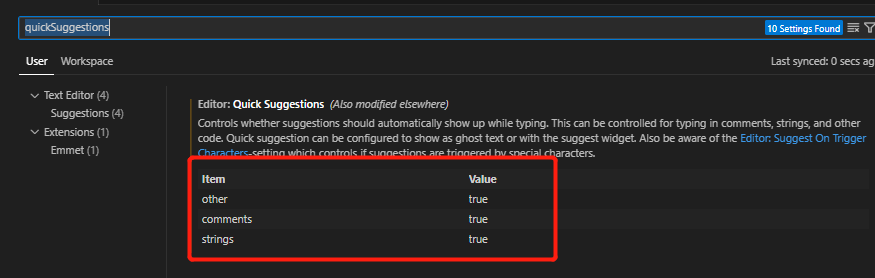 quickSuggestions
10 Settings Found
User
Workspace
Last synced: 0 secs ag
Text Editor (4)
Suggestions (4)
Extensions (1)
Emmet (1)
Editor: Quick Suggestions (Also modified elsewhere)
Controls whether suggestions should automatically show up while typing. This can be controlled for typing in comments, strings, and other
code. Quick suggestion can be configured to show as ghost text or with the suggest widget. Also be aware of the Editor: Suggest On Trigger
Characters-setting which controls if suggestions are triggered by special characters.
Item Value
other true
comments true
strings true